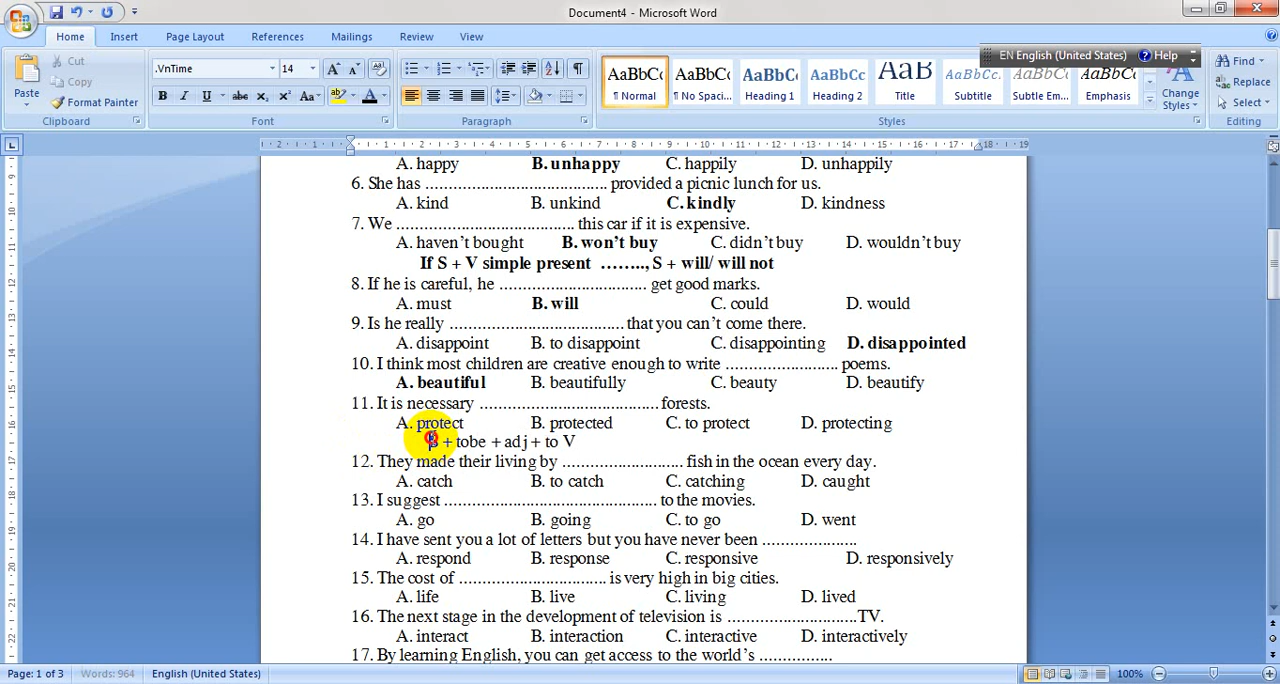 Document4 - Microsoft Word
Home Insert Page Layout References Mailings Review View
EN English (United States) Help
Paste
Cut
Copy
Format Painter
Clipboard
.VnTime 14
Font
Paragraph
AaBbCc AaBbCc AaBbCc AaBbCc AaB AaBbCc AaBbCc AaBbCc
¶ Normal ¶ No Spaci... Heading 1 Heading 2 Title Subtitle Subtle Em... Emphasis
Change Styles
Styles
Find
Replace
Select
Editing
A. happy B. unhappy C. happily D. unhappily
6. She has ........................................ provided a picnic lunch for us.
A. kind B. unkind C. kindly D. kindness
7. We ....................................... this car if it is expensive.
A. haven't bought B. won't buy C. didn't buy D. wouldn't buy
If S + V simple present …….., S + will/ will not
8. If he is careful, he ................................. get good marks.
A. must B. will C. could D. would
9. Is he really ....................................... that you can't come there.
A. disappoint B. to disappoint C. disappointing D. disappointed
10. I think most children are creative enough to write ......................... poems.
A. beautiful B. beautifully C. beauty D. beautify
11. It is necessary ........................................ forests.
A. protect B. protected C. to protect D. protecting
+ tobe + adj + to V
12. They made their living by ........................... fish in the ocean every day.
A. catch B. to catch C. catching D. caught
13. I suggest ................................................ to the movies.
A. go B. going C. to go D. went
14. I have sent you a lot of letters but you have never been .....................
A. respond B. response C. responsive D. responsively
15. The cost of ................................. is very high in big cities.
A. life B. live C. living D. lived
16. The next stage in the development of television is .............................TV.
A. interact B. interaction C. interactive D. interactively
17. By learning English, you can get access to the world's ................
Page: 1 of 3 Words: 964 English (United States) 100%